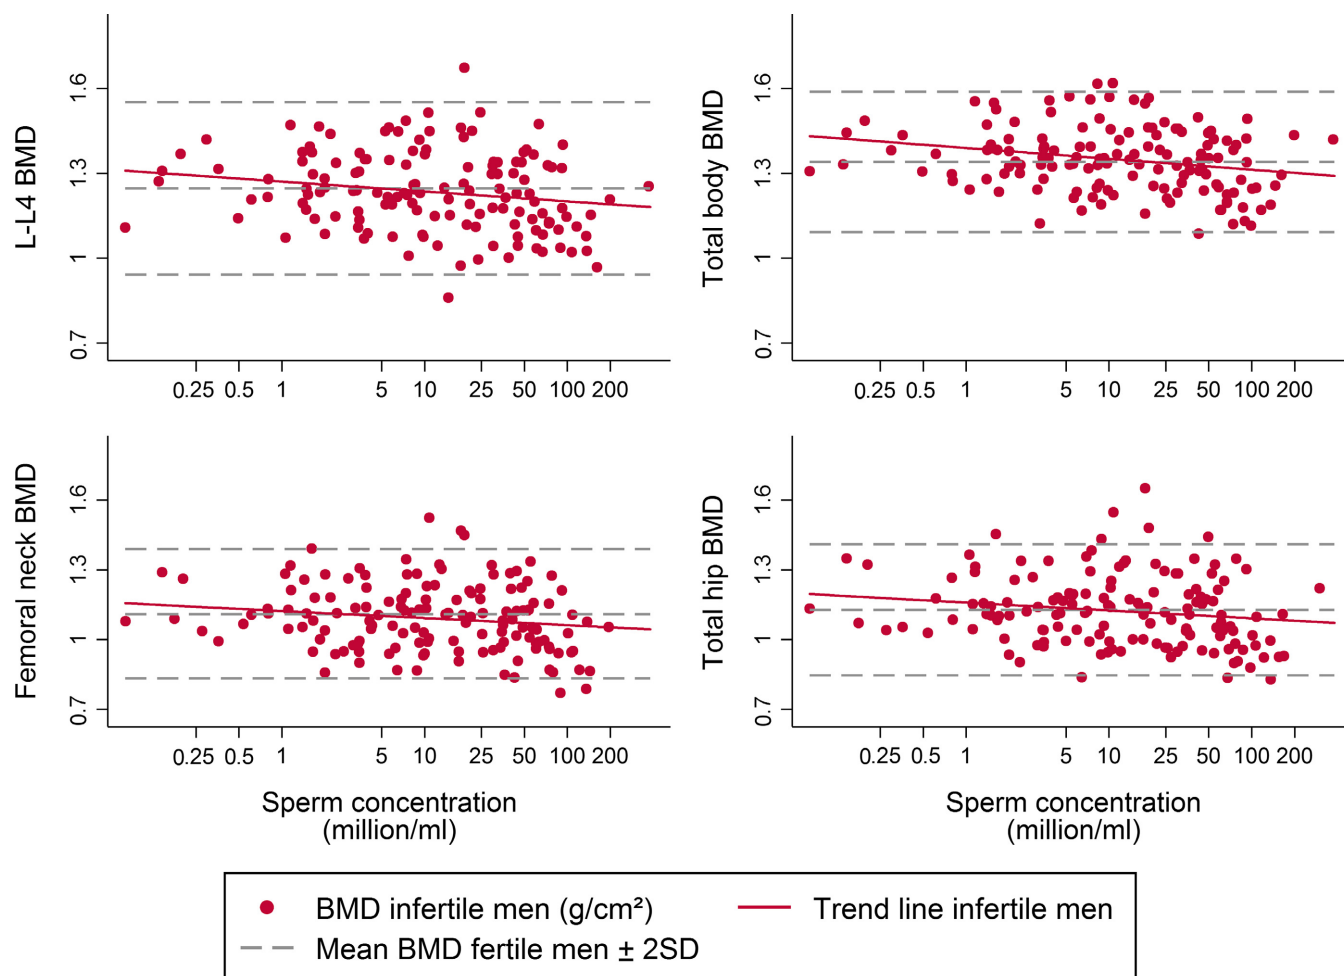 L-L4 BMD
1.6
1.3
1
0.7
0.25 0.5 1 5 10 25 50 100 200
Total body BMD
1.6
1.3
1
0.7
0.25 0.5 1 5 10 25 50 100 200
Femoral neck BMD
1.6
1.3
1
0.7
0.25 0.5 1 5 10 25 50 100 200
Sperm concentration
(million/ml)
Total hip BMD
1.6
1.3
1
0.7
0.25 0.5 1 5 10 25 50 100 200
Sperm concentration
(million/ml)
BMD infertile men (g/cm²) Trend line infertile men
Mean BMD fertile men ± 2SD